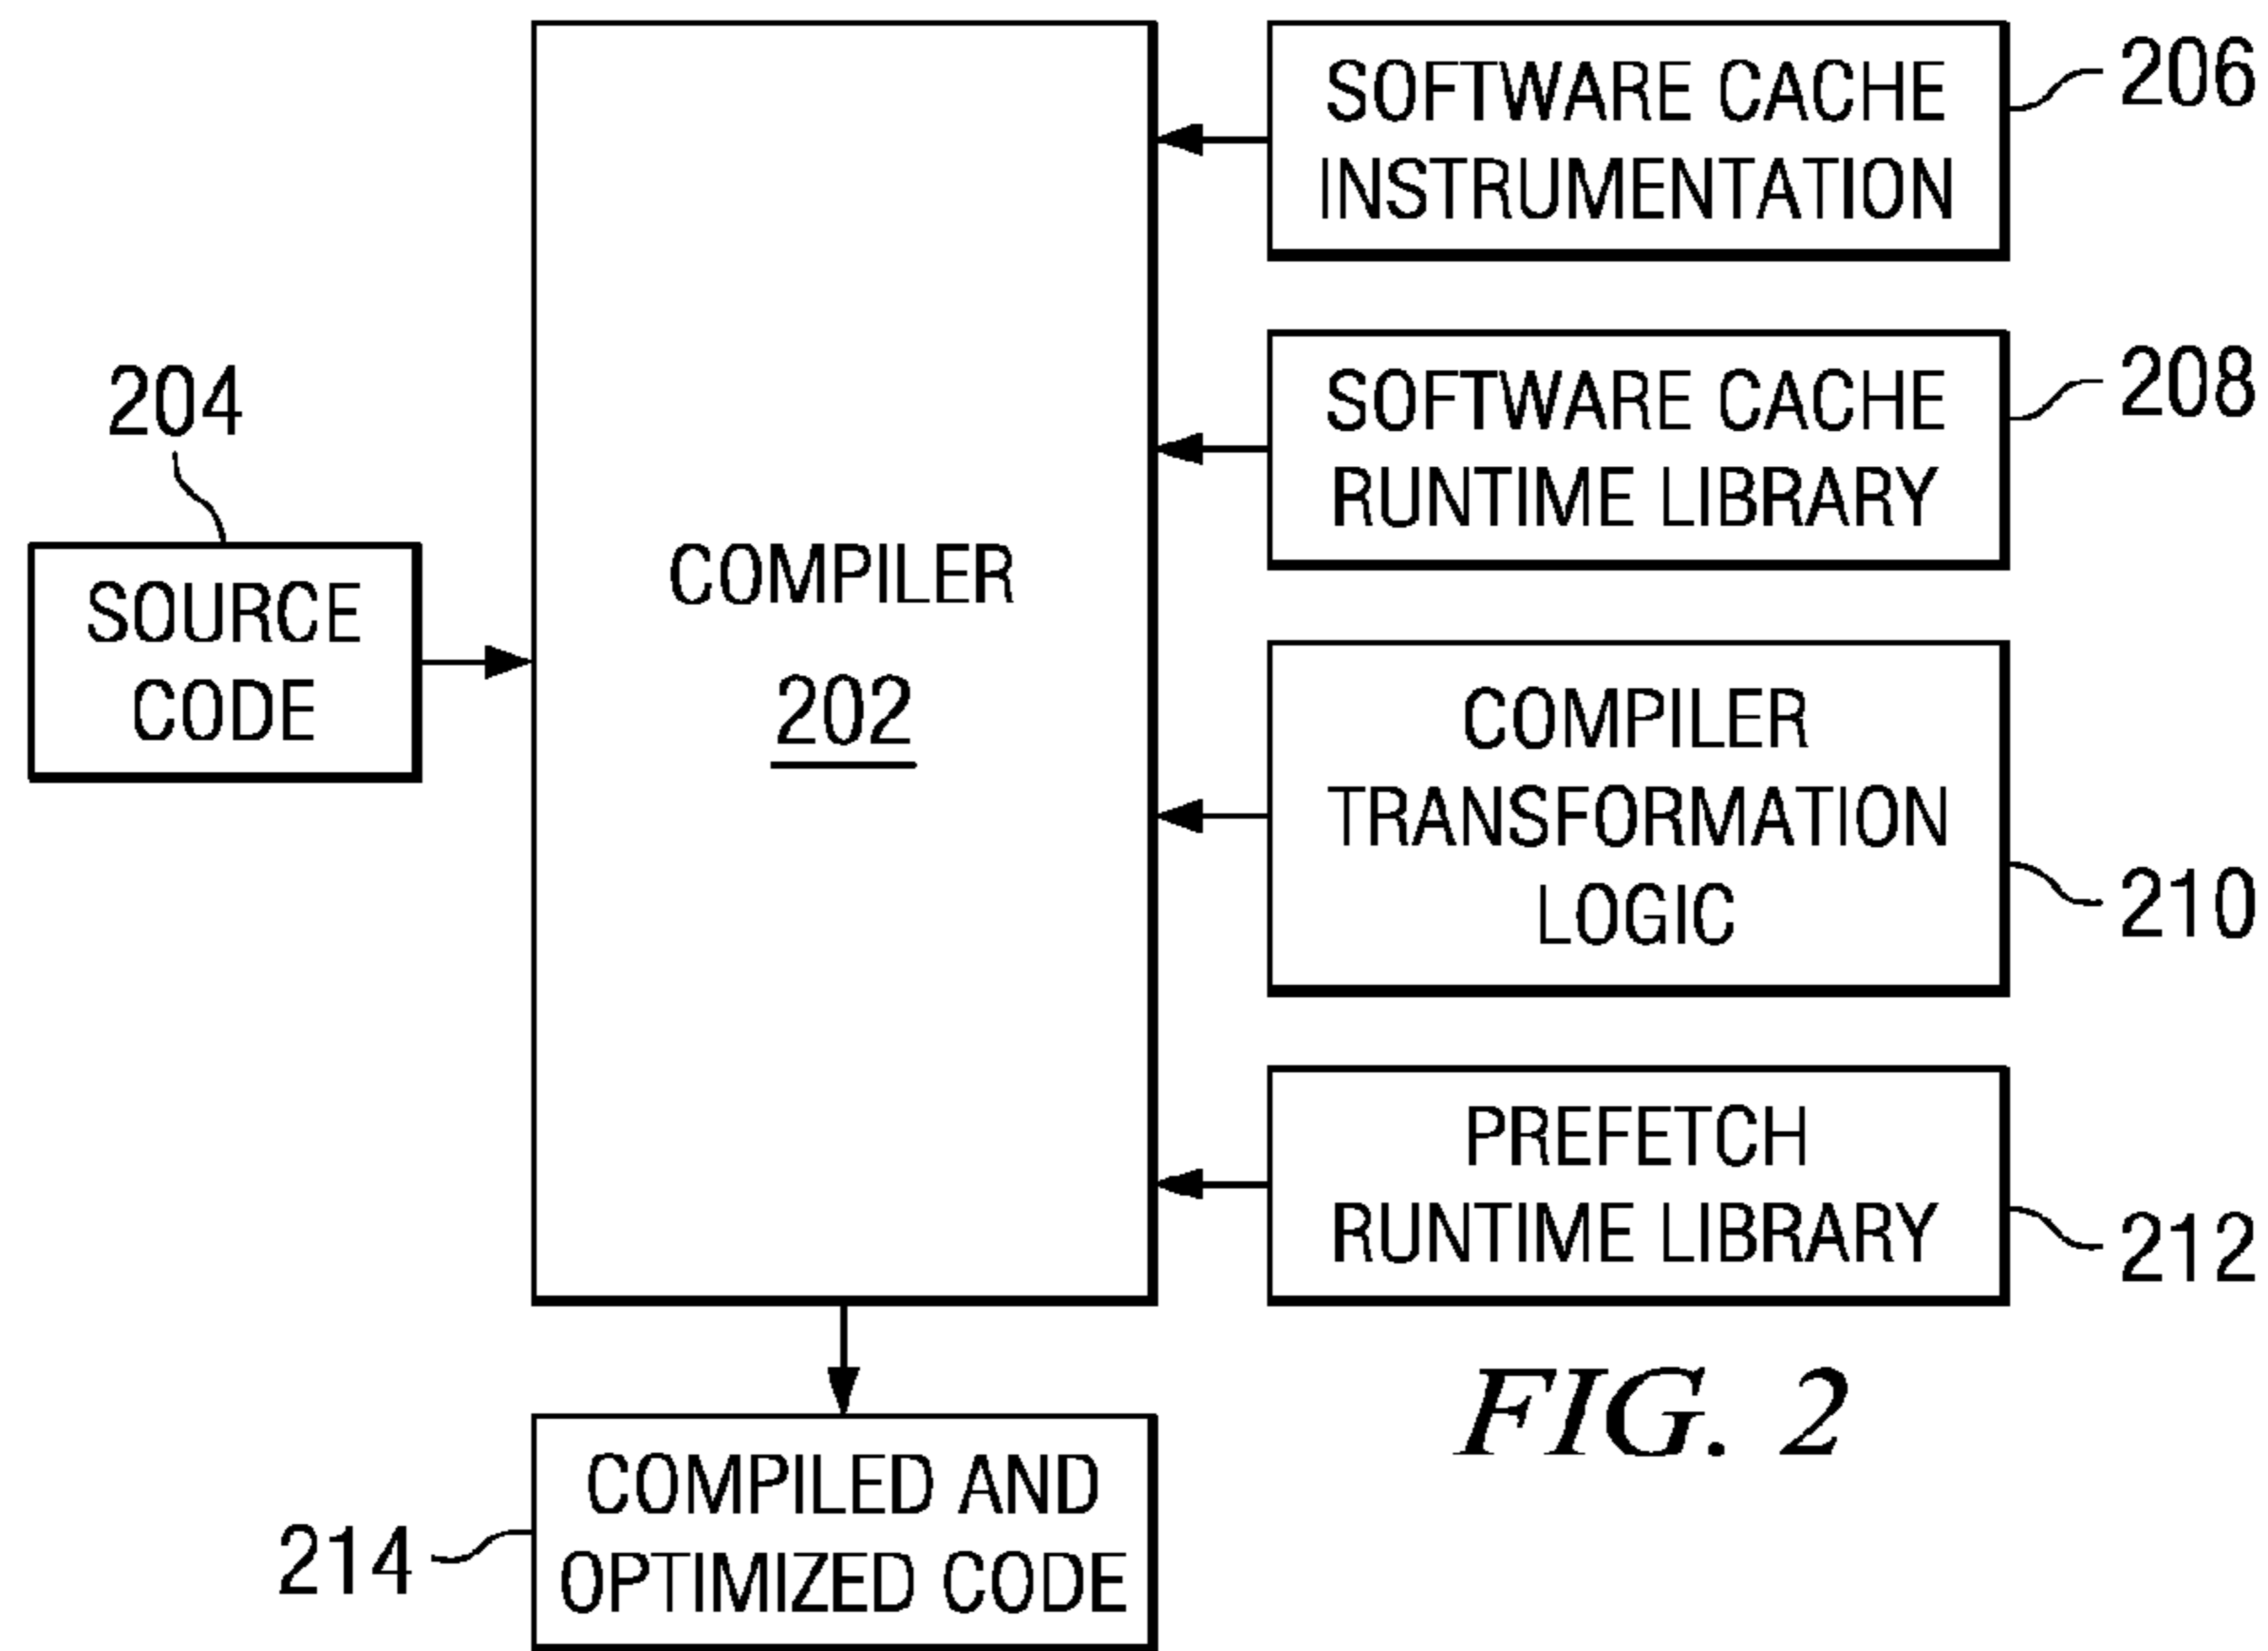 SOFTWARE CACHE
INSTRUMENTATION
206
SOFTWARE CACHE
RUNTIME LIBRARY
208
204
SOURCE
CODE
COMPILER
202
COMPILER
TRANSFORMATION
LOGIC
210
PREFETCH
RUNTIME LIBRARY
212
COMPILED AND
OPTIMIZED CODE
214
FIG. 2